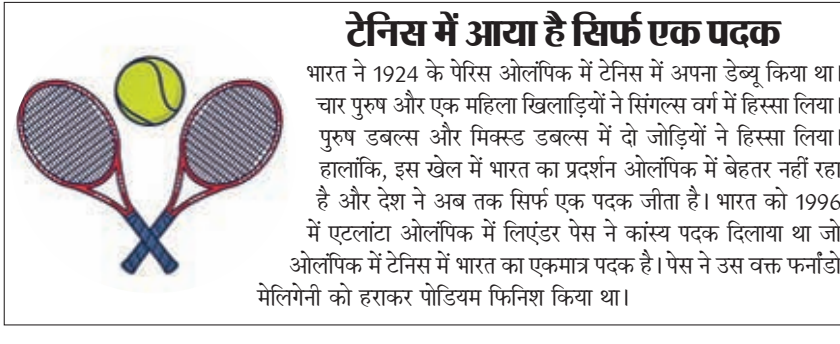 टेनिस में आया है सिर्फ एक पदक
भारत ने 1924 के पेरिस ओलंपिक में टेनिस में अपना डेब्यू किया था।
चार पुरुष और एक महिला खिलाड़ियों ने सिंगल्स वर्ग में हिस्सा लिया।
पुरुष डबल्स और मिक्स्ड डबल्स में दो जोड़ियों ने हिस्सा लिया।
हालांकि, इस खेल में भारत का प्रदर्शन ओलंपिक में बेहतर नहीं रहा
है और देश ने अब तक सिर्फ एक पदक जीता है। भारत को 1996
में एटलांटा ओलंपिक में लिएंडर पेस ने कांस्य पदक दिलाया था जो
ओलंपिक में टेनिस में भारत का एकमात्र पदक है। पेस ने उस वक्त फर्नांडो
मेलिगेनी को हराकर पोडियम फिनिश किया था।